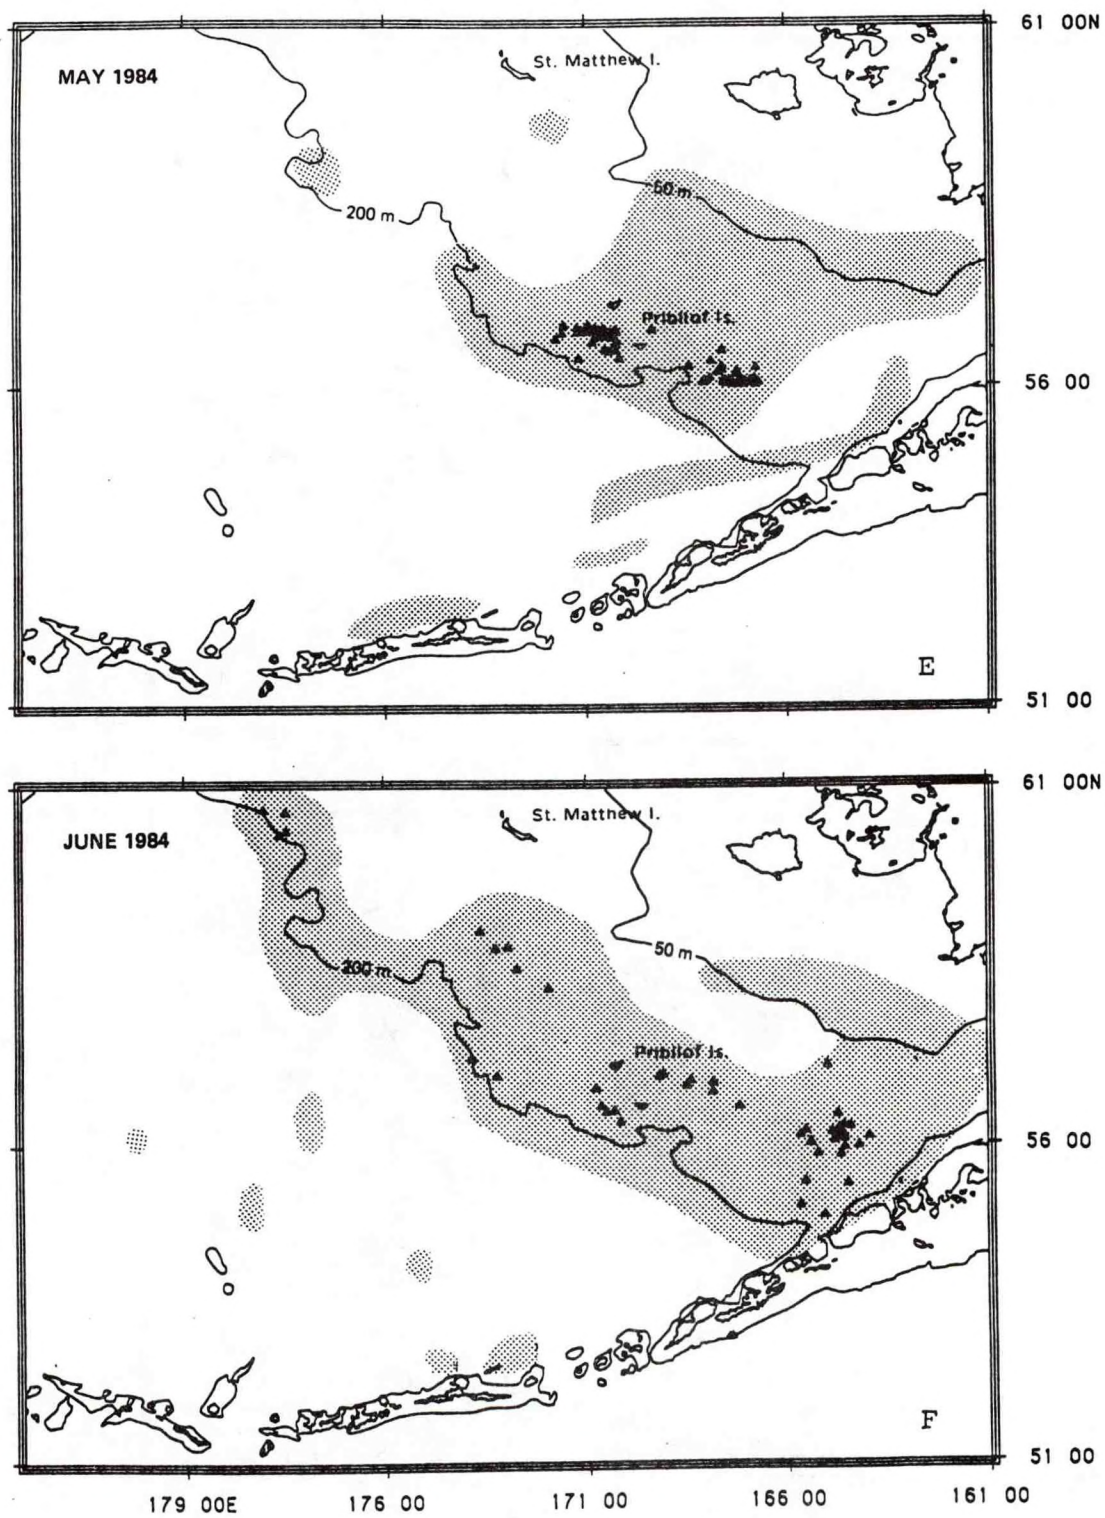 61 00N
MAY 1984
St. Matthew I.
50 m
200 m
Pribilof Is.
56 00
E
51 00
61 00N
JUNE 1984
St. Matthew I.
50 m
200 m
Pribilof Is.
56 00
F
51 00
179 00E
176 00
171 00
166 00
161 00